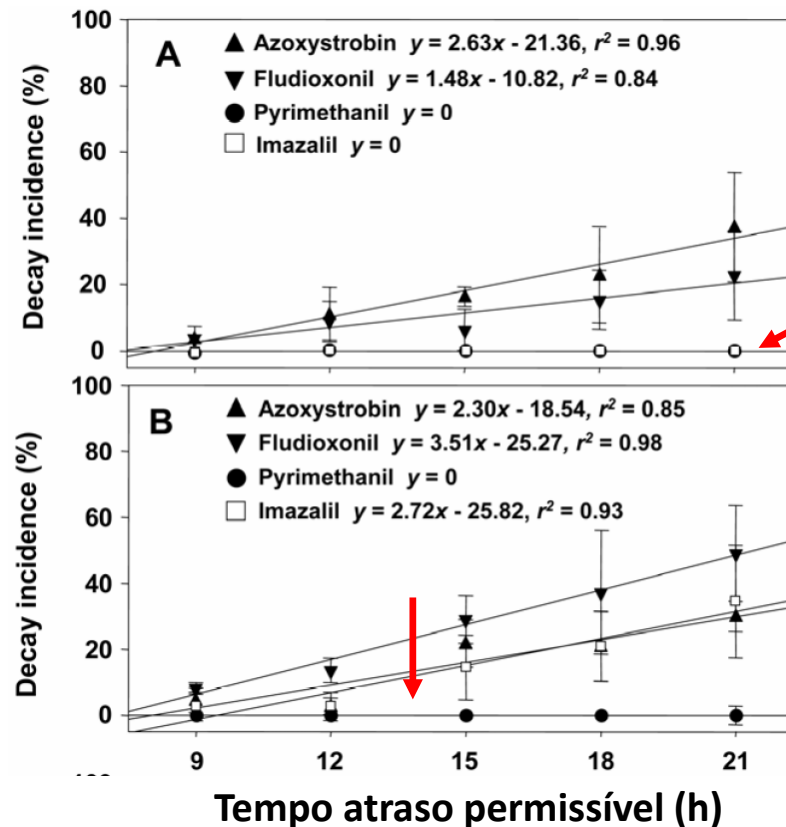 100
80
60
40
20
0
Decay incidence (%)
A
Azoxystrobin y = 2.63x - 21.36, r² = 0.96
Fludioxonil y = 1.48x - 10.82, r² = 0.84
Pyrimethanil y = 0
Imazalil y = 0
100
80
60
40
20
0
Decay incidence (%)
B
Azoxystrobin y = 2.30x - 18.54, r² = 0.85
Fludioxonil y = 3.51x - 25.27, r² = 0.98
Pyrimethanil y = 0
Imazalil y = 2.72x - 25.82, r² = 0.93
9 12 15 18 21
Tempo atraso permissível (h)